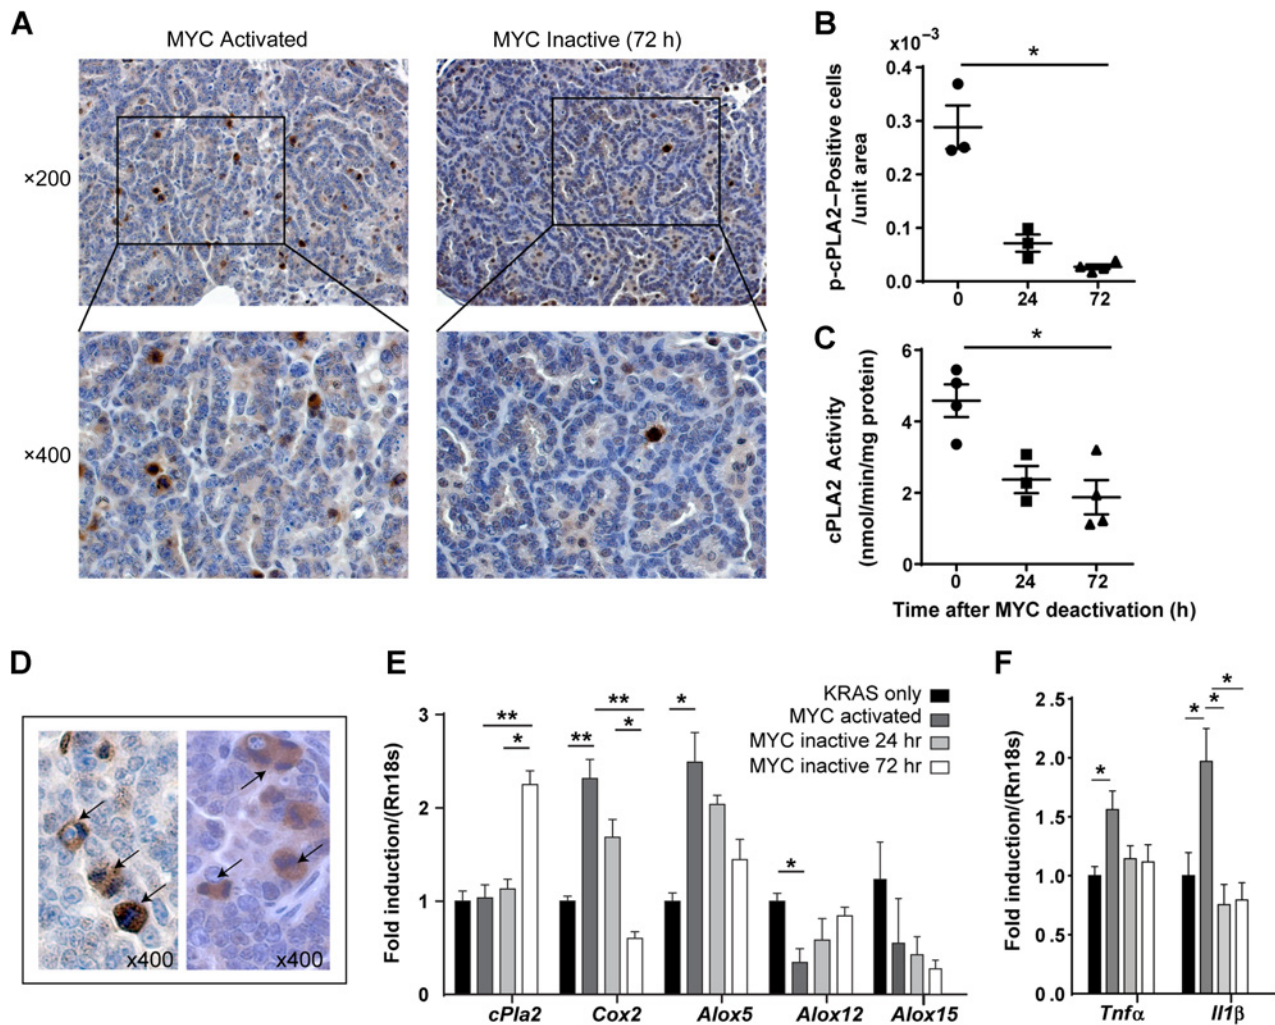 A
MYC Activated
MYC Inactive (72 h)
×200
×400
B
x10⁻³
0.4
0.3
0.2
0.1
0.0
p-cPLA2–Positive cells
/unit area
*
0 24 72
C
6
4
2
0
cPLA2 Activity
(nmol/min/mg protein)
*
0 24 72
Time after MYC deactivation (h)
D
x400
x400
E
KRAS only
MYC activated
MYC inactive 24 hr
MYC inactive 72 hr
Fold induction/(Rn18s)
3
2
1
0
**
*
**
**
*
*
*
cPla2 Cox2 Alox5 Alox12 Alox15
F
Fold induction/(Rn18s)
2.5
2.0
1.5
1.0
0.5
0.0
*
*
*
*
Tnfα Il1β